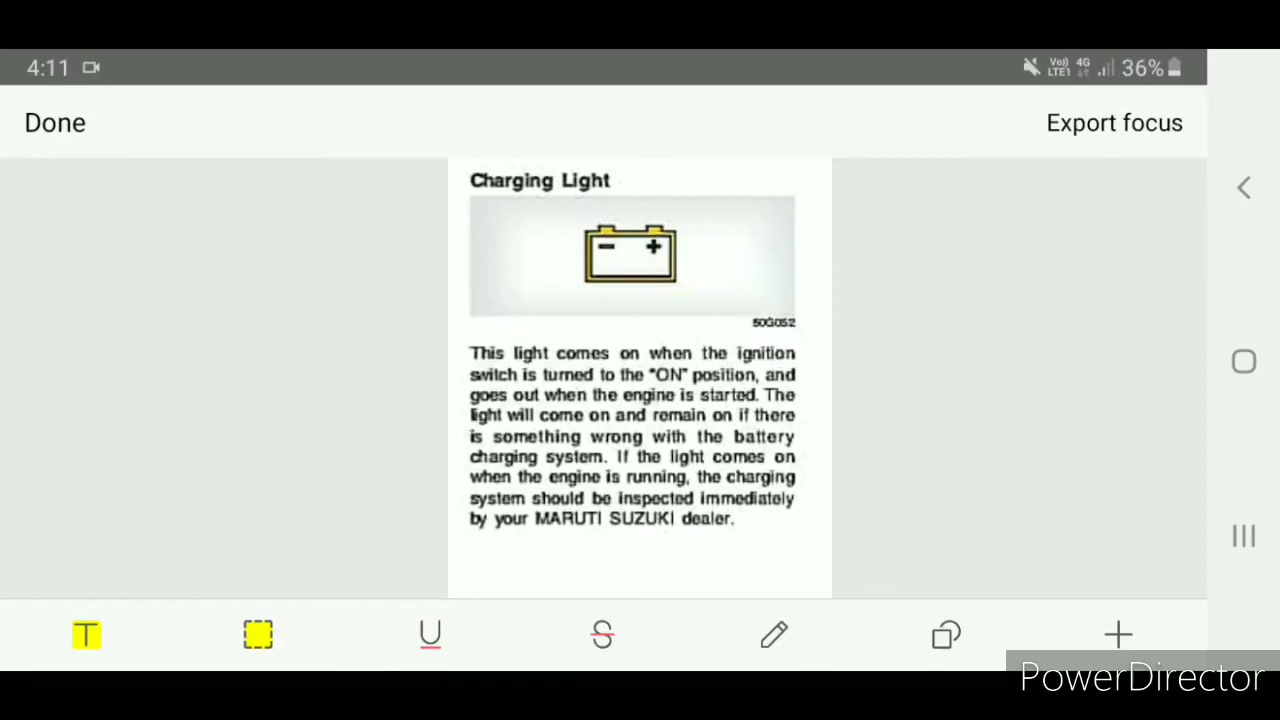 4:11 Vo) LTE1 4G 36%
Done Export focus
Charging Light
50G052
This light comes on when the ignition
switch is turned to the "ON" position, and
goes out when the engine is started. The
light will come on and remain on if there
is something wrong with the battery
charging system. If the light comes on
when the engine is running, the charging
system should be inspected immediately
by your MARUTI SUZUKI dealer.
T U S
PowerDirector